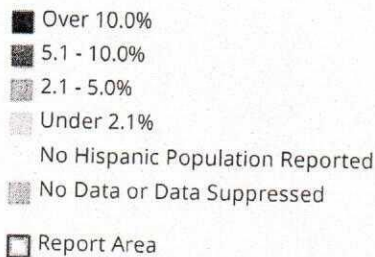 Over 10.0%
5.1 - 10.0%
2.1 - 5.0%
Under 2.1%
No Hispanic Population Reported
No Data or Data Suppressed
Report Area